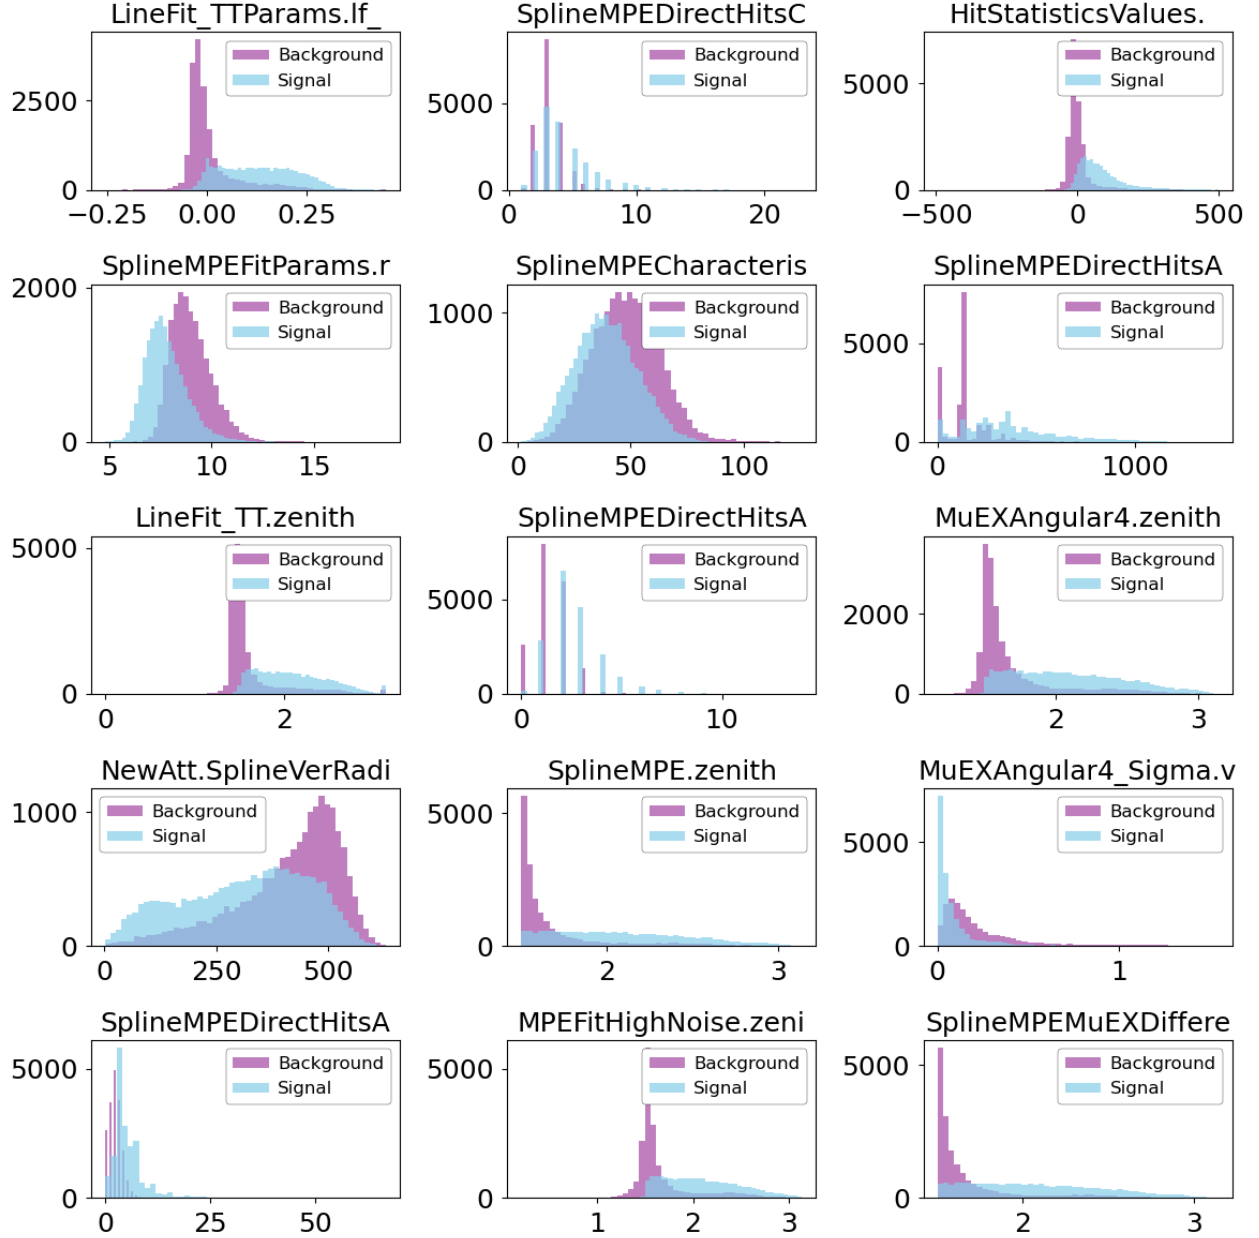 LineFit_TTParams.lf_
2500
0
Background
Signal
−0.25
0.00
0.25
SplineMPEDirectHitsC
5000
0
Background
Signal
0
10
20
HitStatisticsValues.
5000
0
Background
Signal
−500
0
500
SplineMPEFitParams.r
2000
0
Background
Signal
5
10
15
SplineMPECharacteris
1000
0
Background
Signal
0
50
100
SplineMPEDirectHitsA
5000
0
Background
Signal
0
1000
LineFit_TT.zenith
5000
0
Background
Signal
0
2
SplineMPEDirectHitsA
5000
0
Background
Signal
0
10
MuEXAngular4.zenith
2000
0
Background
Signal
2
3
NewAtt.SplineVerRadi
1000
0
Background
Signal
0
250
500
SplineMPE.zenith
5000
0
Background
Signal
2
3
MuEXAngular4_Sigma.v
5000
0
Background
Signal
0
1
SplineMPEDirectHitsA
5000
0
Background
Signal
0
25
50
MPEFitHighNoise.zeni
5000
0
Background
Signal
1
2
3
SplineMPEMuEXDiffere
5000
0
Background
Signal
2
3